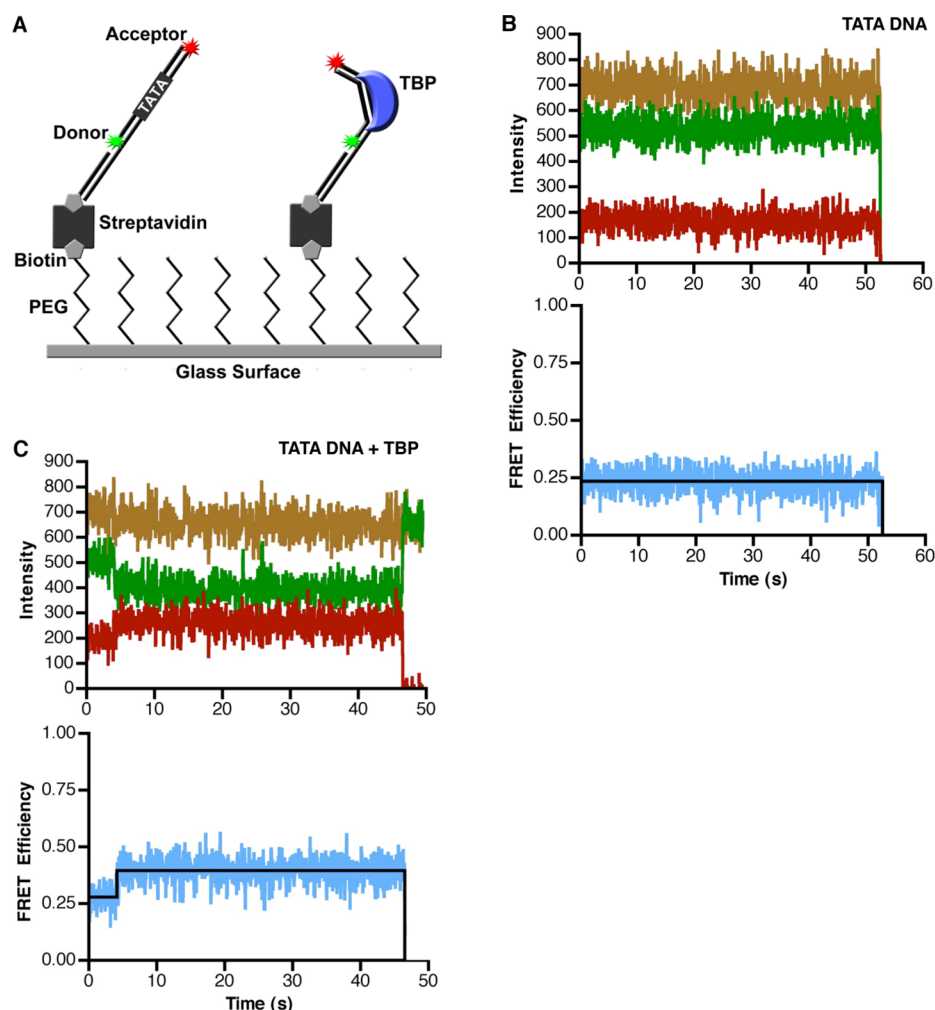 A
Acceptor
TATA
Donor
TBP
Streptavidin
Biotin
PEG
Glass Surface
B
TATA DNA
Intensity
900
800
700
600
500
400
300
200
100
0
0 10 20 30 40 50 60
FRET Efficiency
1.00
0.75
0.50
0.25
0.00
0 10 20 30 40 50 60
Time (s)
C
TATA DNA + TBP
Intensity
900
800
700
600
500
400
300
200
100
0
0 10 20 30 40 50
FRET Efficiency
1.00
0.75
0.50
0.25
0.00
0 10 20 30 40 50
Time (s)